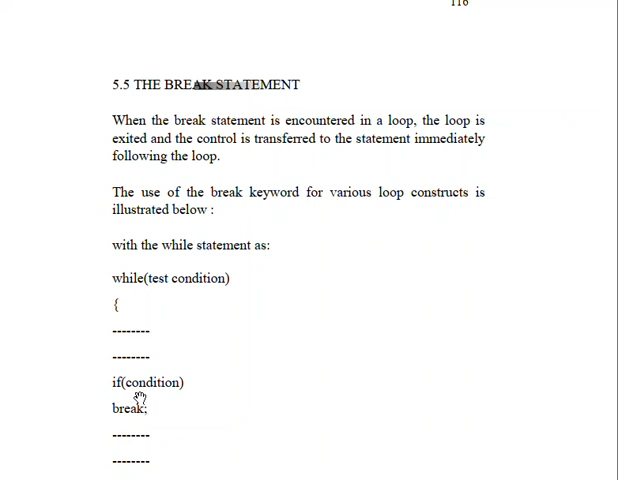 116
5.5 THE BREAK STATEMENT
When the break statement is encountered in a loop, the loop is
exited and the control is transferred to the statement immediately
following the loop.
The use of the break keyword for various loop constructs is
illustrated below :
with the while statement as:
while(test condition)
{
--------
--------
if(condition)
break;
--------
--------